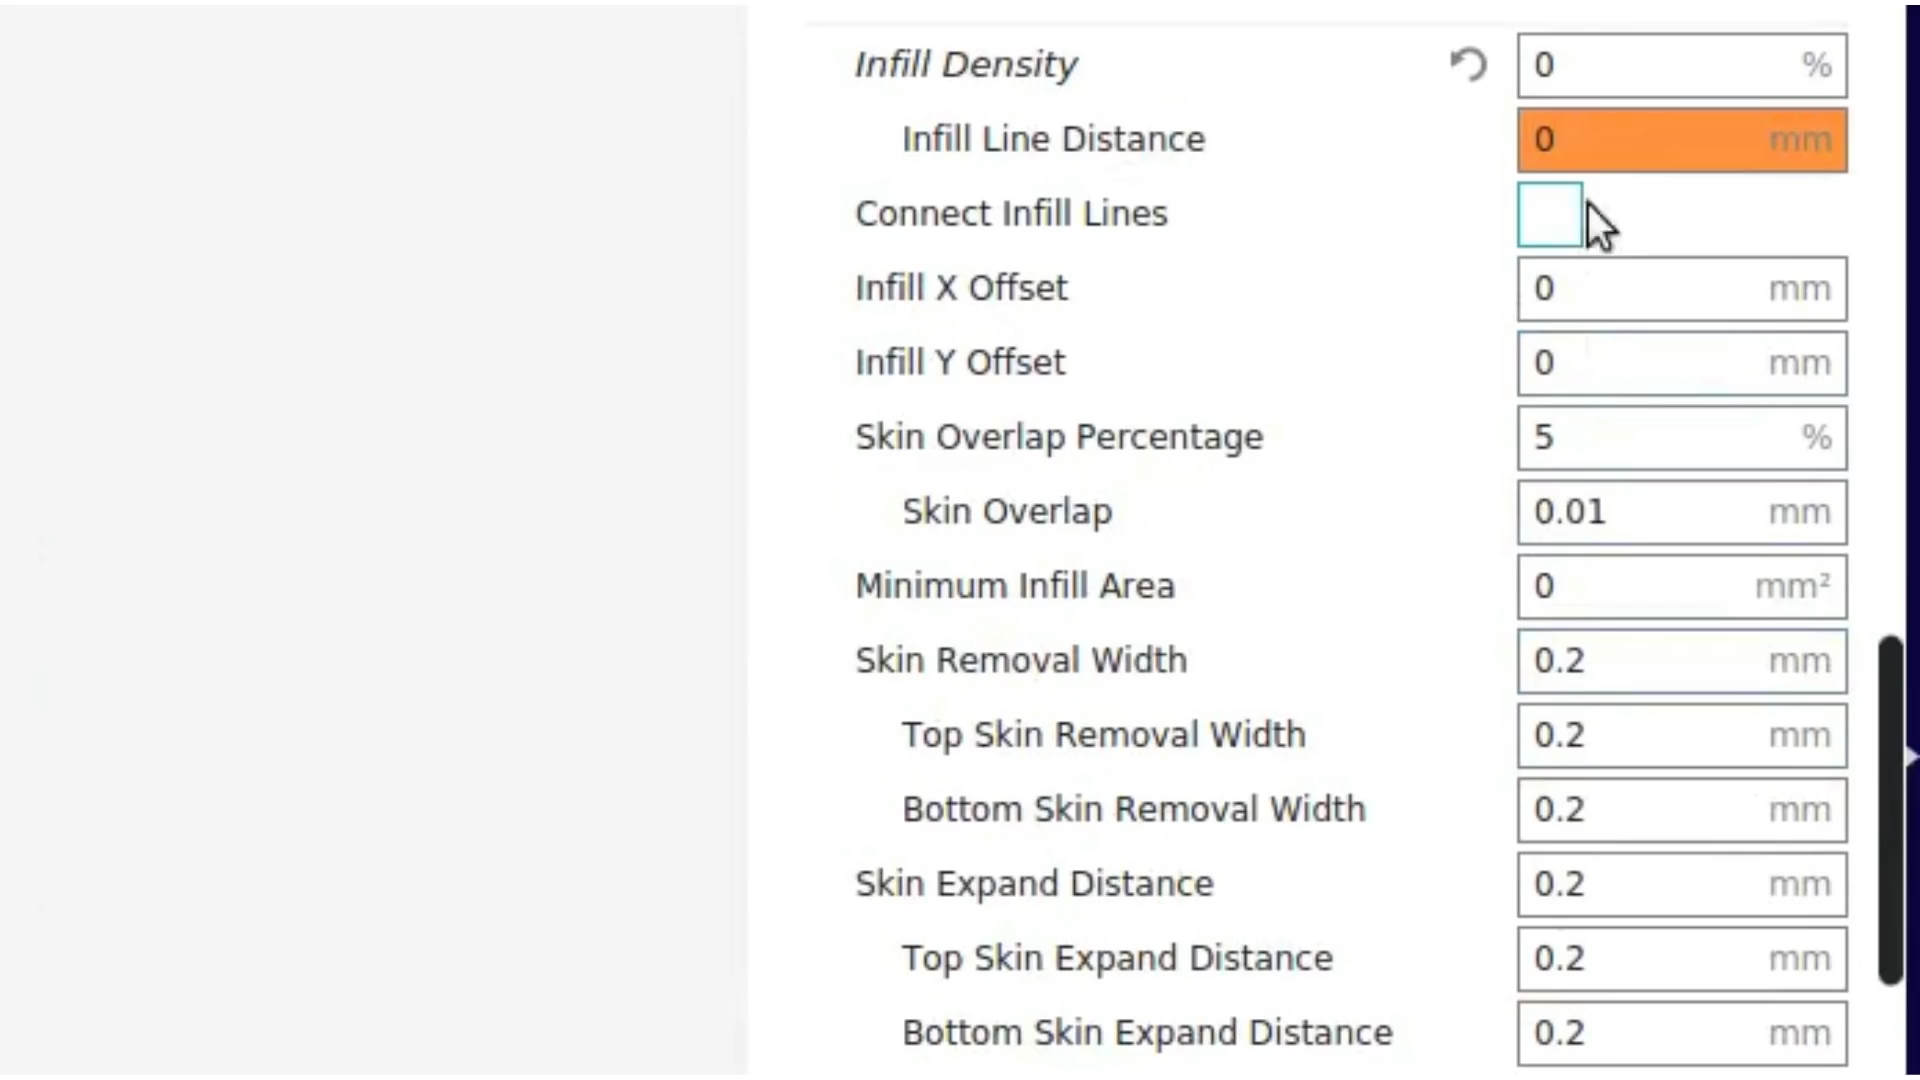 Infill Density 0 %
Infill Line Distance 0 mm
Connect Infill Lines
Infill X Offset 0 mm
Infill Y Offset 0 mm
Skin Overlap Percentage 5 %
Skin Overlap 0.01 mm
Minimum Infill Area 0 mm²
Skin Removal Width 0.2 mm
Top Skin Removal Width 0.2 mm
Bottom Skin Removal Width 0.2 mm
Skin Expand Distance 0.2 mm
Top Skin Expand Distance 0.2 mm
Bottom Skin Expand Distance 0.2 mm